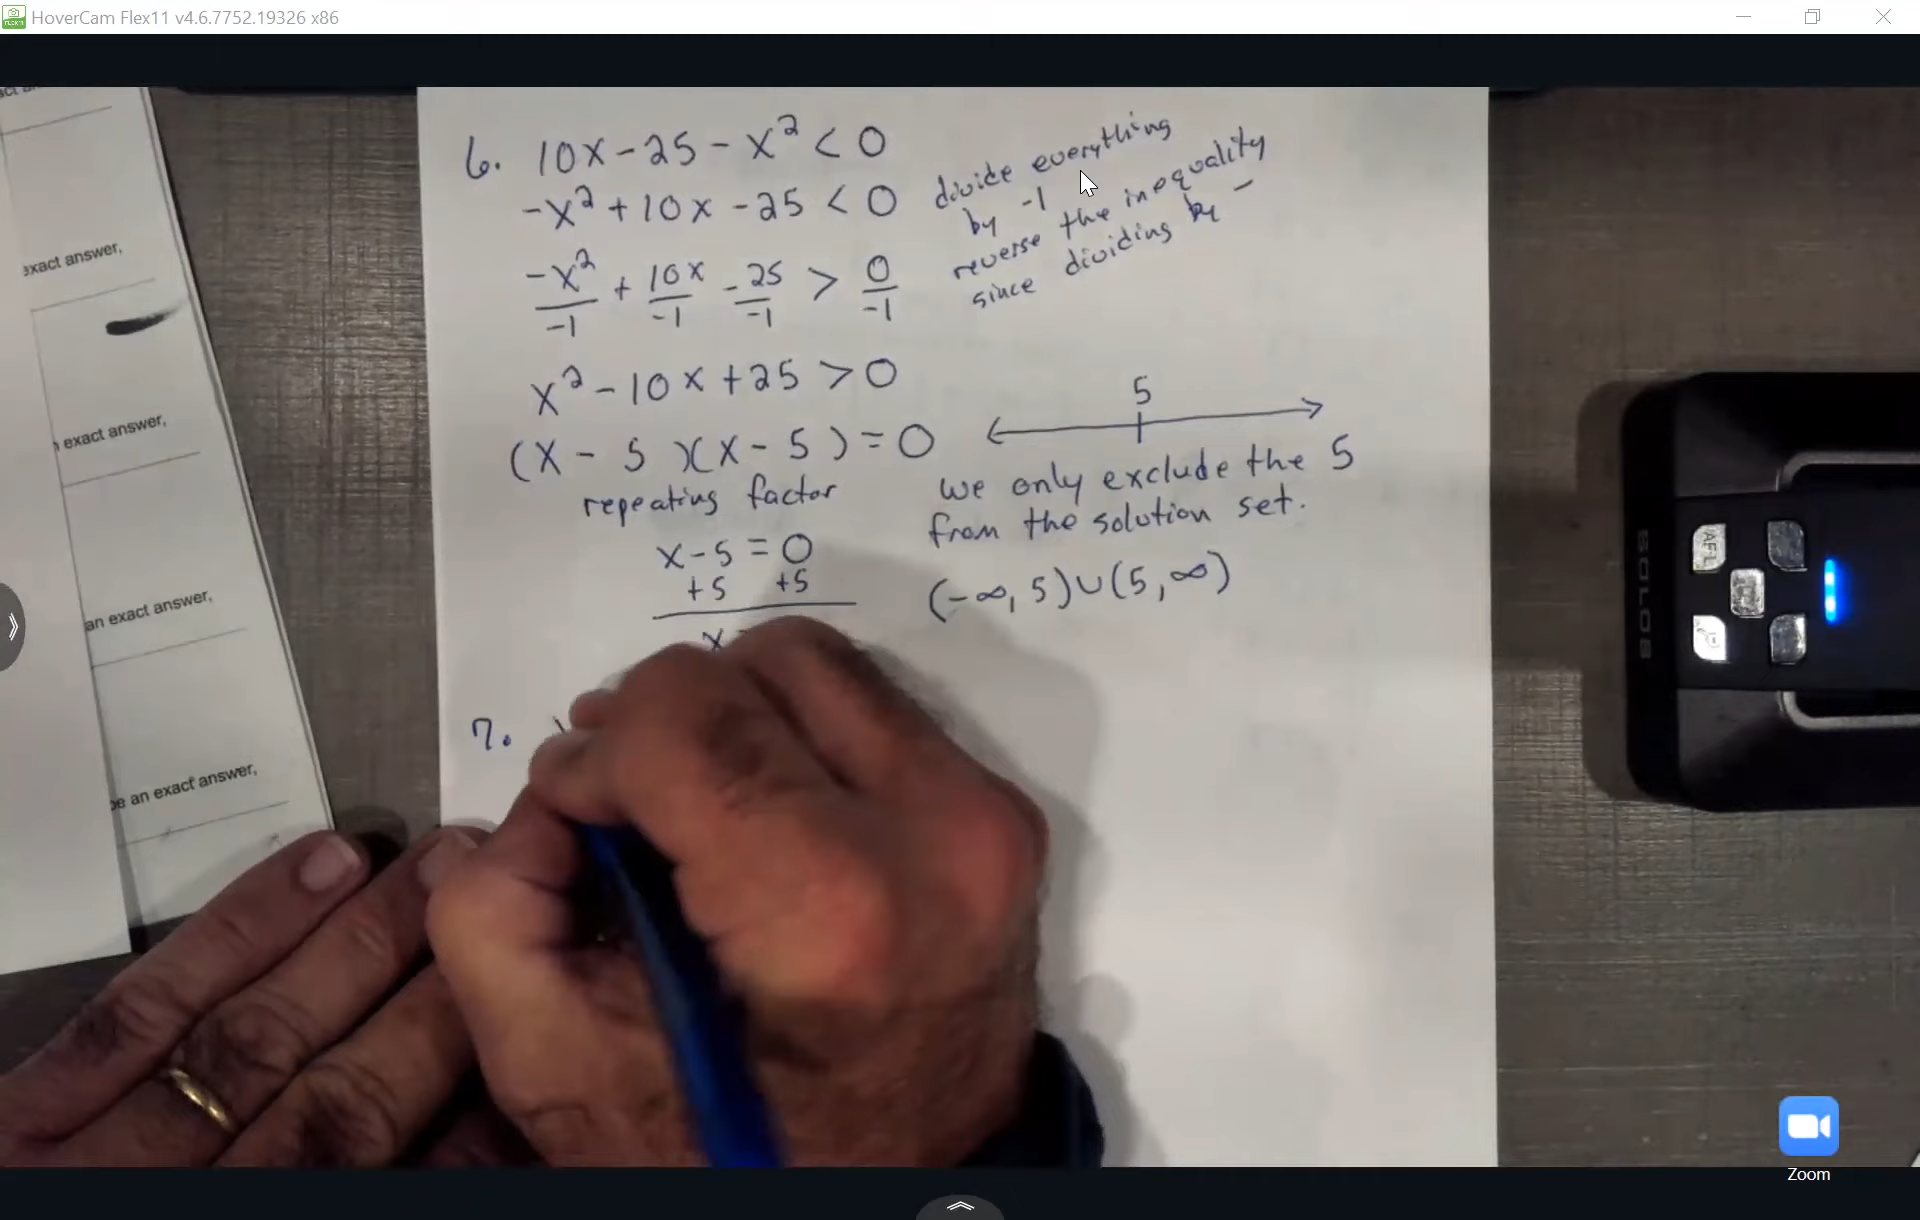 HoverCam Flex11 v4.6.7752.19326 x86
exact answer,
exact answer,
an exact answer,
be an exact answer,
6. 10x - 25 - x² < 0
-x² + 10x - 25 < 0
divide everything
by -1
reverse the inequality
since dividing by -
-x²/-1 + 10x/-1 - 25/-1 > 0/-1
x² - 10x + 25 > 0
(x - 5)(x - 5) = 0
repeating factor
x - 5 = 0
+5 +5
x
5
we only exclude the 5
from the solution set.
(-∞, 5)∪(5, ∞)
7.
SOLO8
AF
Zoom